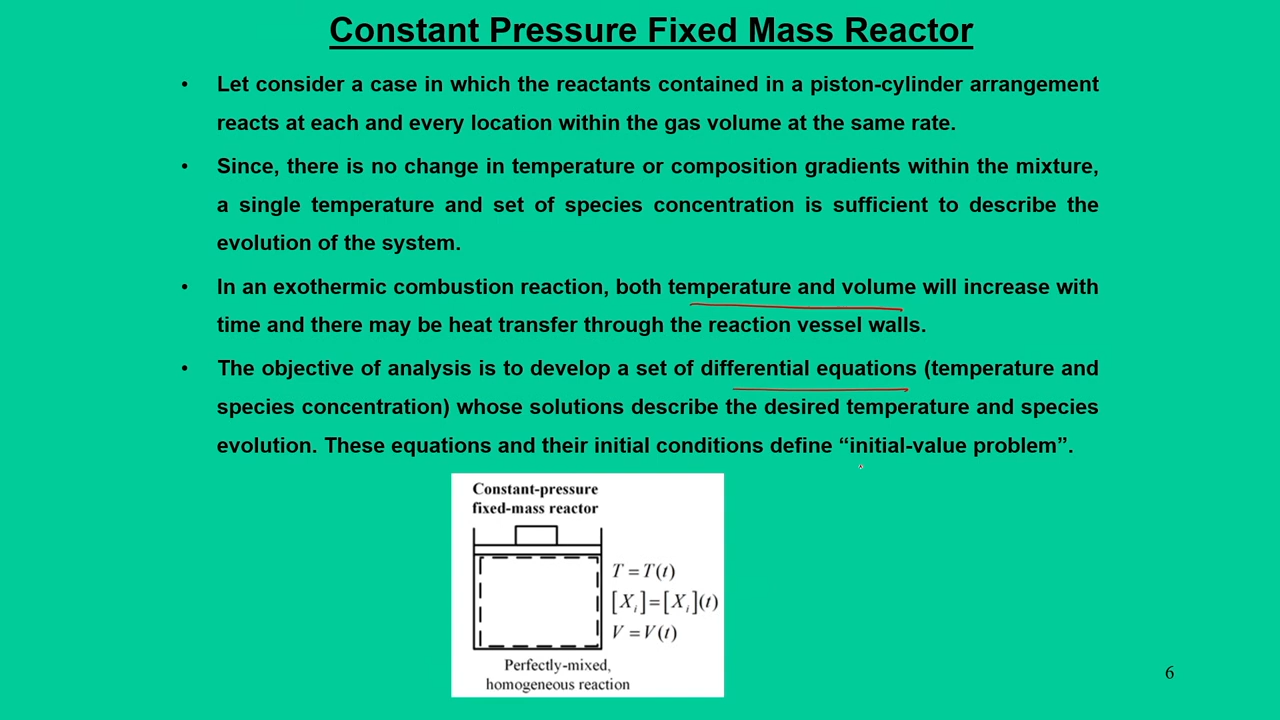 Constant Pressure Fixed Mass Reactor
• Let consider a case in which the reactants contained in a piston-cylinder arrangement
reacts at each and every location within the gas volume at the same rate.
• Since, there is no change in temperature or composition gradients within the mixture,
a single temperature and set of species concentration is sufficient to describe the
evolution of the system.
• In an exothermic combustion reaction, both temperature and volume will increase with
time and there may be heat transfer through the reaction vessel walls.
• The objective of analysis is to develop a set of differential equations (temperature and
species concentration) whose solutions describe the desired temperature and species
evolution. These equations and their initial conditions define “initial-value problem”.
Constant-pressure
fixed-mass reactor
T = T(t)
[X_i] = [X_i](t)
V = V(t)
Perfectly-mixed,
homogeneous reaction
6